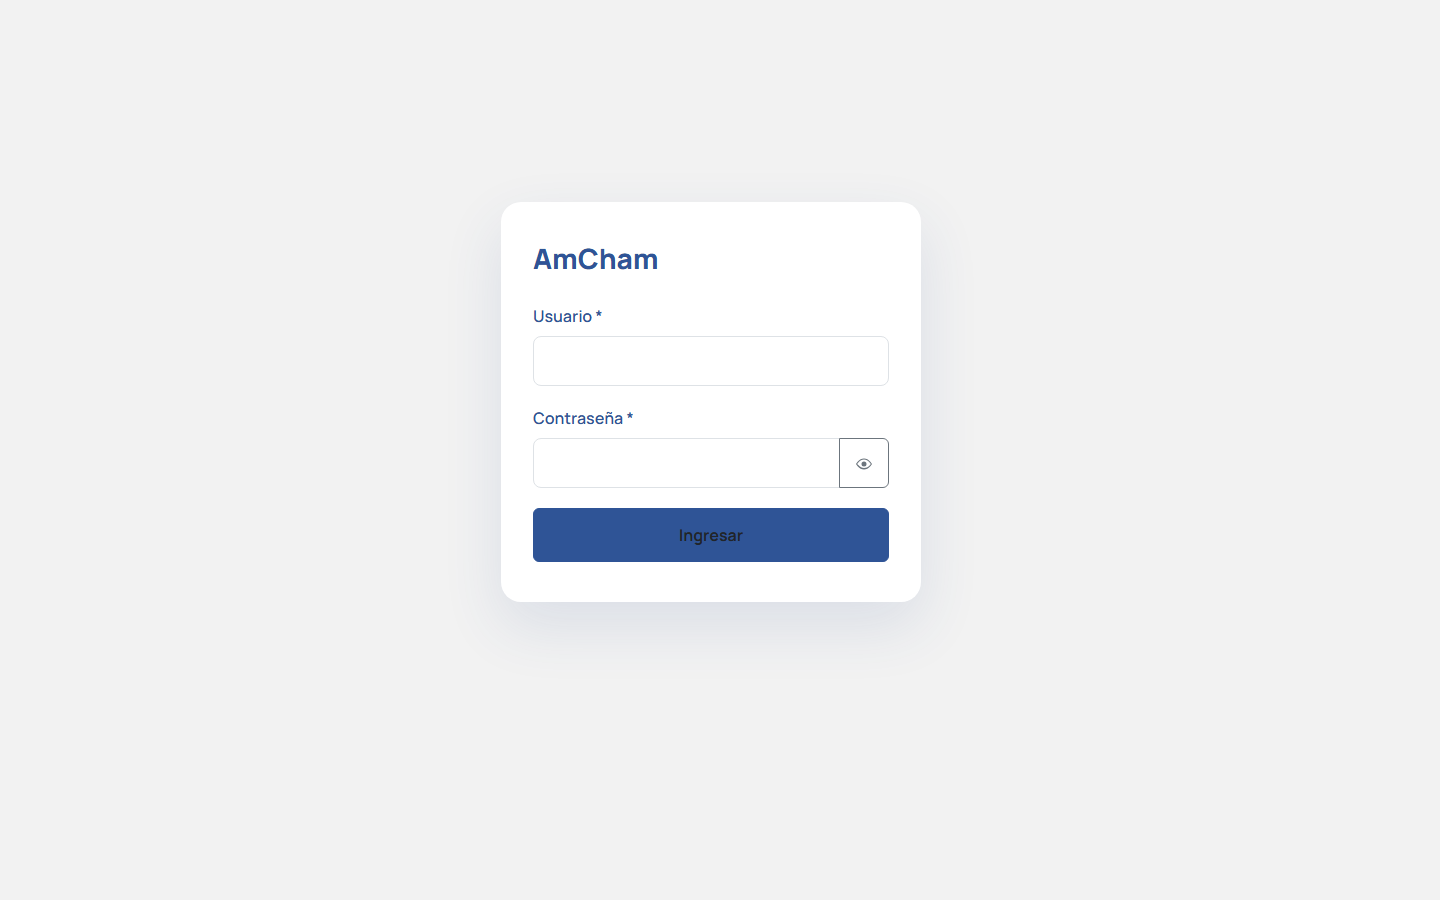 AmCham
Usuario *
Contraseña *
Ingresar